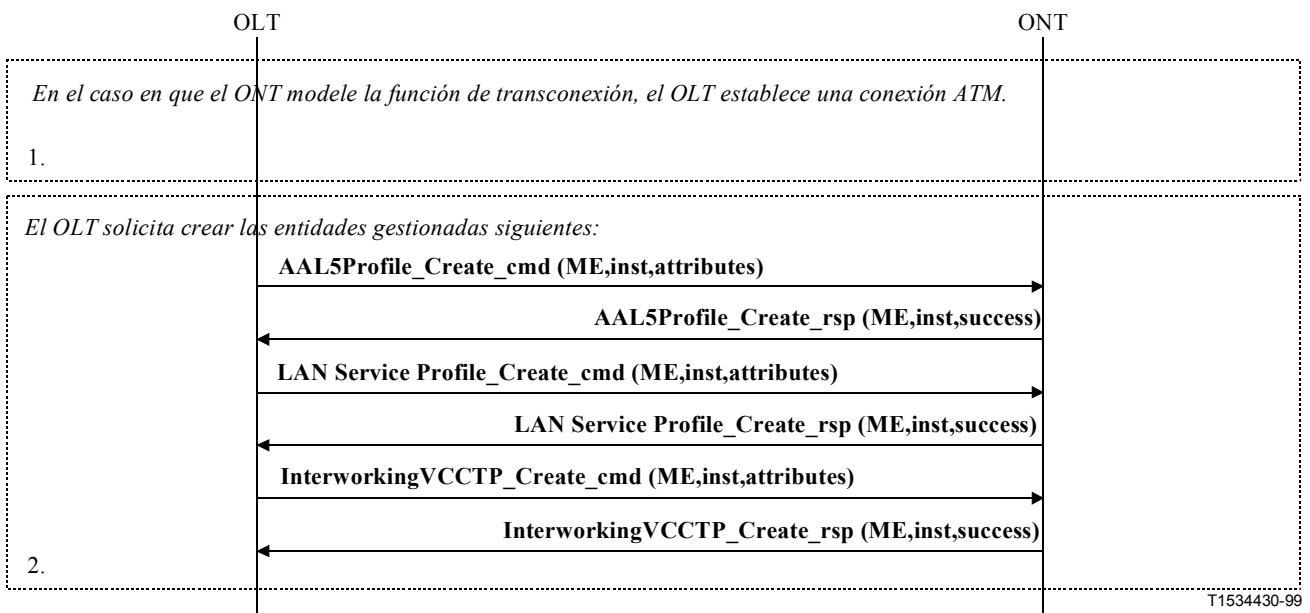 OLT
ONT
En el caso en que el ONT modele la función de transconexión, el OLT establece una conexión ATM.
1.
El OLT solicita crear las entidades gestionadas siguientes:
AAL5Profile_Create_cmd (ME,inst,attributes)
AAL5Profile_Create_rsp (ME,inst,success)
LAN Service Profile_Create_cmd (ME,inst,attributes)
LAN Service Profile_Create_rsp (ME,inst,success)
InterworkingVCCTP_Create_cmd (ME,inst,attributes)
InterworkingVCCTP_Create_rsp (ME,inst,success)
2.
T1534430-99